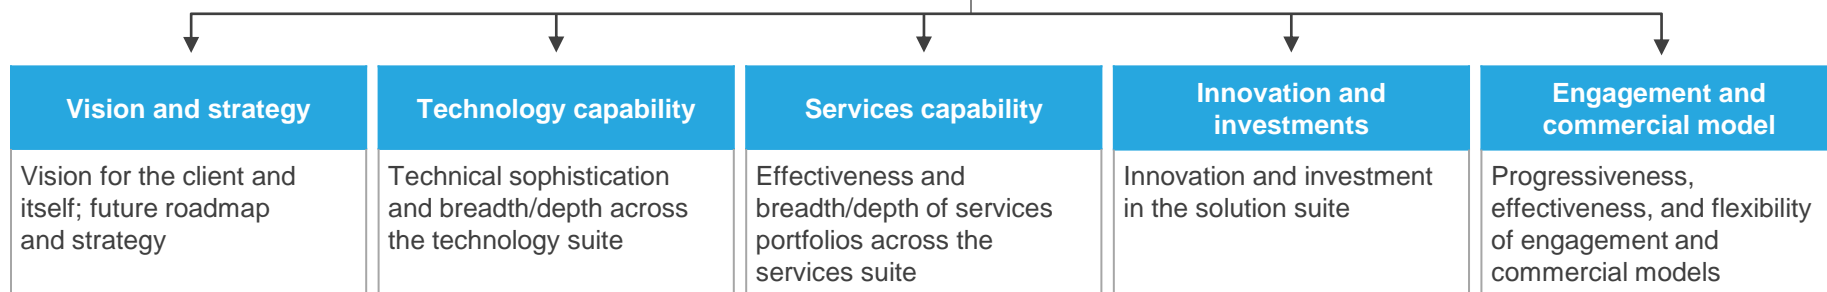 Vision and strategy
Vision for the client and
itself; future roadmap
and strategy
Technology capability
Technical sophistication
and breadth/depth across
the technology suite
Services capability
Effectiveness and
breadth/depth of services
portfolios across the
services suite
Innovation and
investments
Innovation and investment
in the solution suite
Engagement and
commercial model
Progressiveness,
effectiveness, and flexibility
of engagement and
commercial models